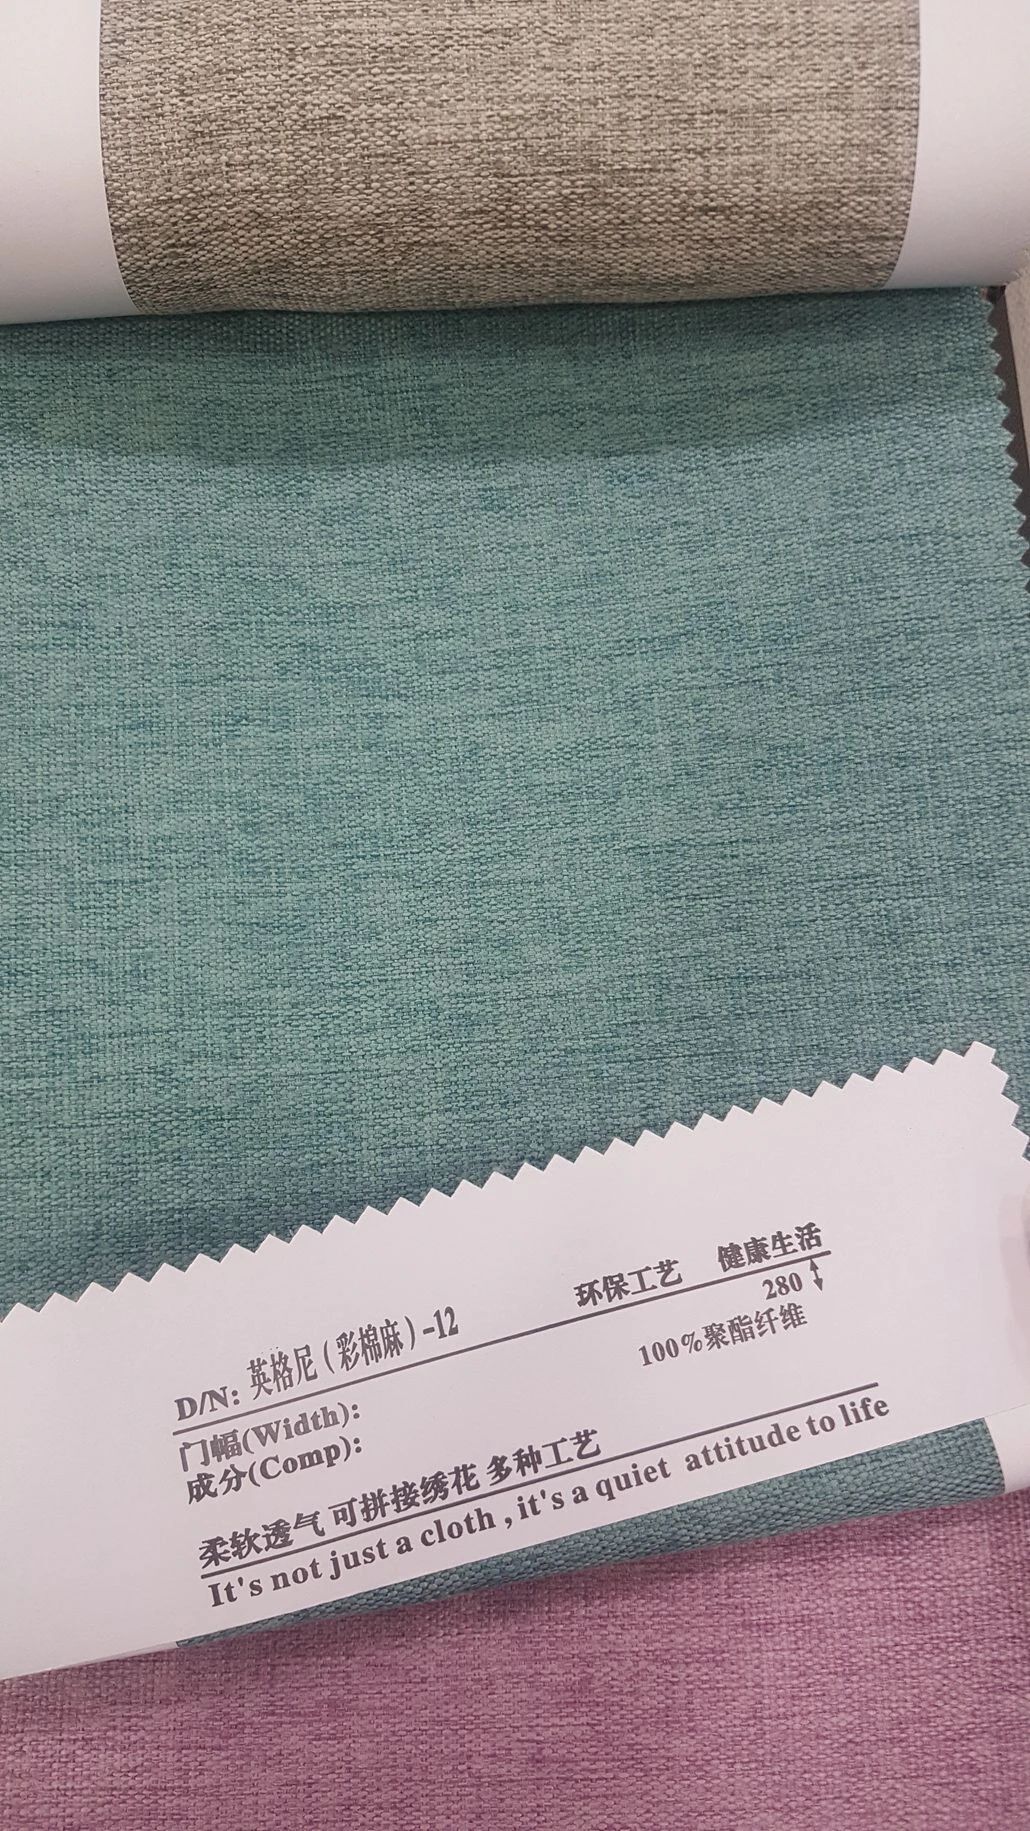 环保工艺 健康生活
D/N: 英格尼(彩棉麻)-12
门幅(Width): 280
成分(Comp): 100%聚酯纤维
柔软透气 可拼接绣花 多种工艺
It's not just a cloth , it's a quiet attitude to life